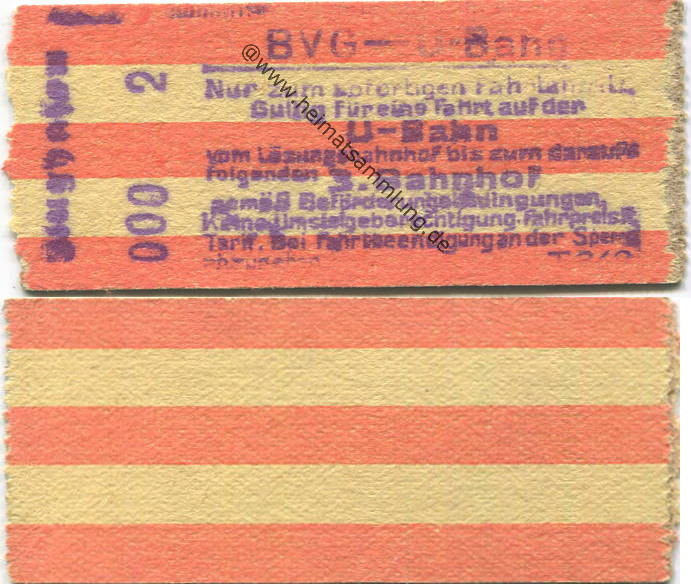 BVG — U-Bahn
Nur zum sofortigen Fahrtantritt
Gültig für eine Fahrt auf der
U-Bahn
vom Lösungsbahnhof bis zum darauf
folgenden 3. Bahnhof
gemäß Beförderungsbedingungen,
Keine Umsteigeberechtigung. Fahrpreis s.
Tarif. Bei Fahrtbeendigung an der Sperre
abzugeben
000 2
@www.heimatsammlung.de